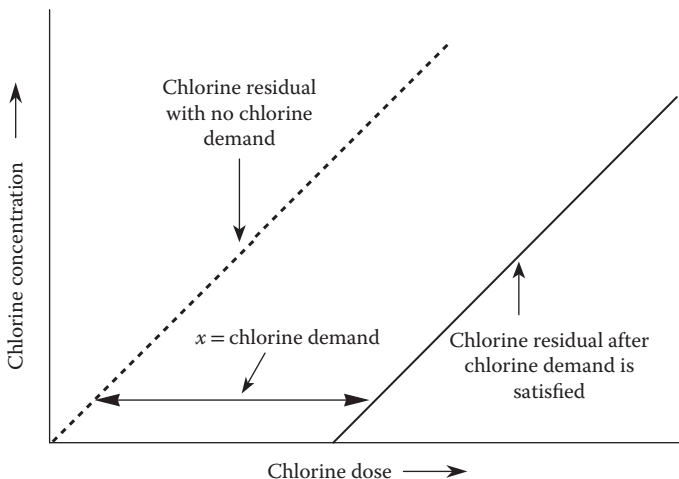 Chlorine concentration
Chlorine residual
with no chlorine
demand
x = chlorine demand
Chlorine residual after
chlorine demand is
satisfied
Chlorine dose